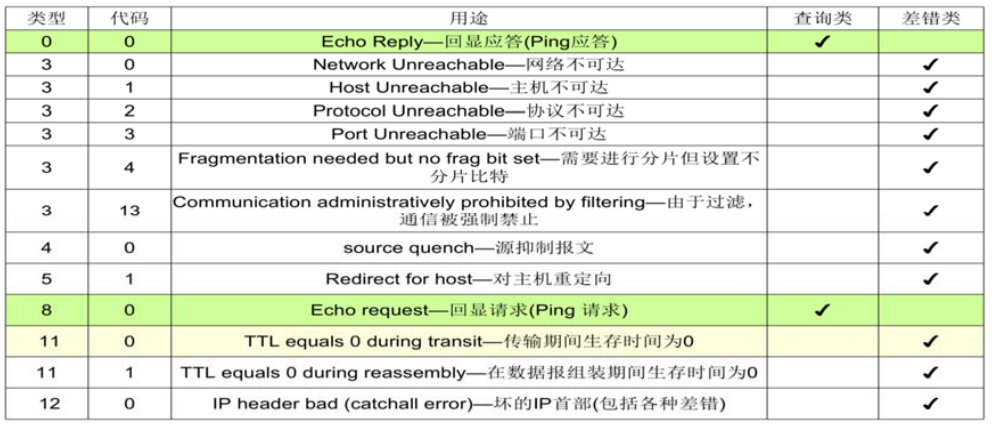 类型 代码 用途 查询类 差错类
0 0 Echo Reply—回显应答(Ping应答) ✓
3 0 Network Unreachable—网络不可达 ✓
3 1 Host Unreachable—主机不可达 ✓
3 2 Protocol Unreachable—协议不可达 ✓
3 3 Port Unreachable—端口不可达 ✓
3 4 Fragmentation needed but no frag bit set—需要进行分片但设置不
分片比特 ✓
3 13 Communication administratively prohibited by filtering—由于过滤，
通信被强制禁止 ✓
4 0 source quench—源抑制报文 ✓
5 1 Redirect for host—对主机重定向 ✓
8 0 Echo request—回显请求(Ping 请求) ✓
11 0 TTL equals 0 during transit—传输期间生存时间为0 ✓
11 1 TTL equals 0 during reassembly—在数据报组装期间生存时间为0 ✓
12 0 IP header bad (catchall error)—坏的IP首部(包括各种差错) ✓